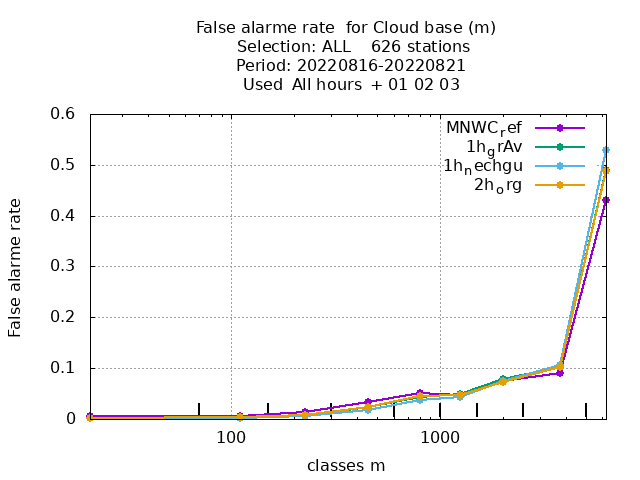 False alarme rate  for Cloud base (m)
Selection: ALL    626 stations
Period: 20220816-20220821
Used  All hours  + 01 02 03
MNWC_ref
1h_grAv
1h_nechgu
2h_org
False alarme rate
0.6
0.5
0.4
0.3
0.2
0.1
0
100
1000
classes m